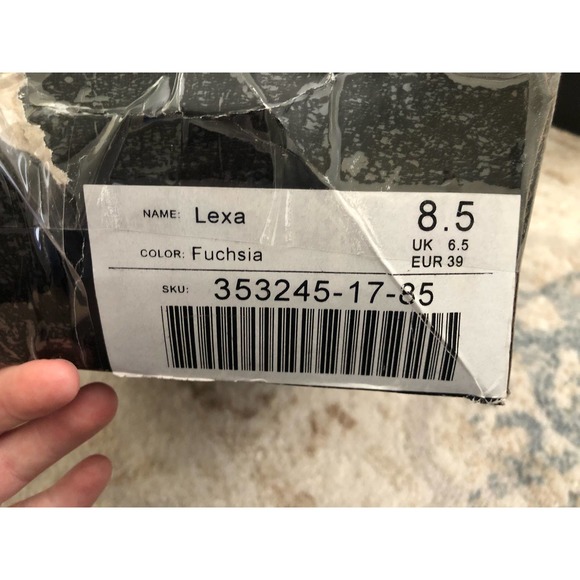 NAME: Lexa
8.5
UK 6.5
COLOR: Fuchsia
EUR 39
SKU: 353245-17-85